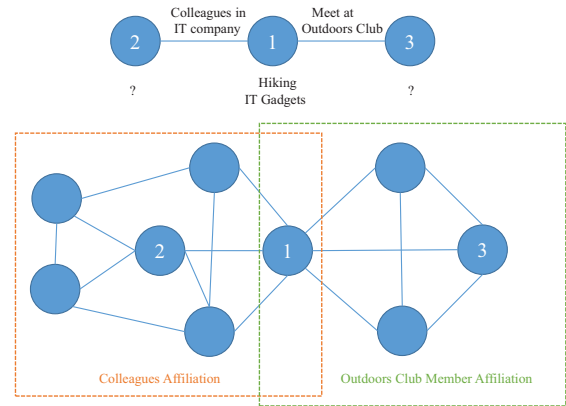 Colleagues in
IT company
Meet at
Outdoors Club
2
1
3
?
Hiking
IT Gadgets
?
2
1
3
Colleagues Affiliation
Outdoors Club Member Affiliation